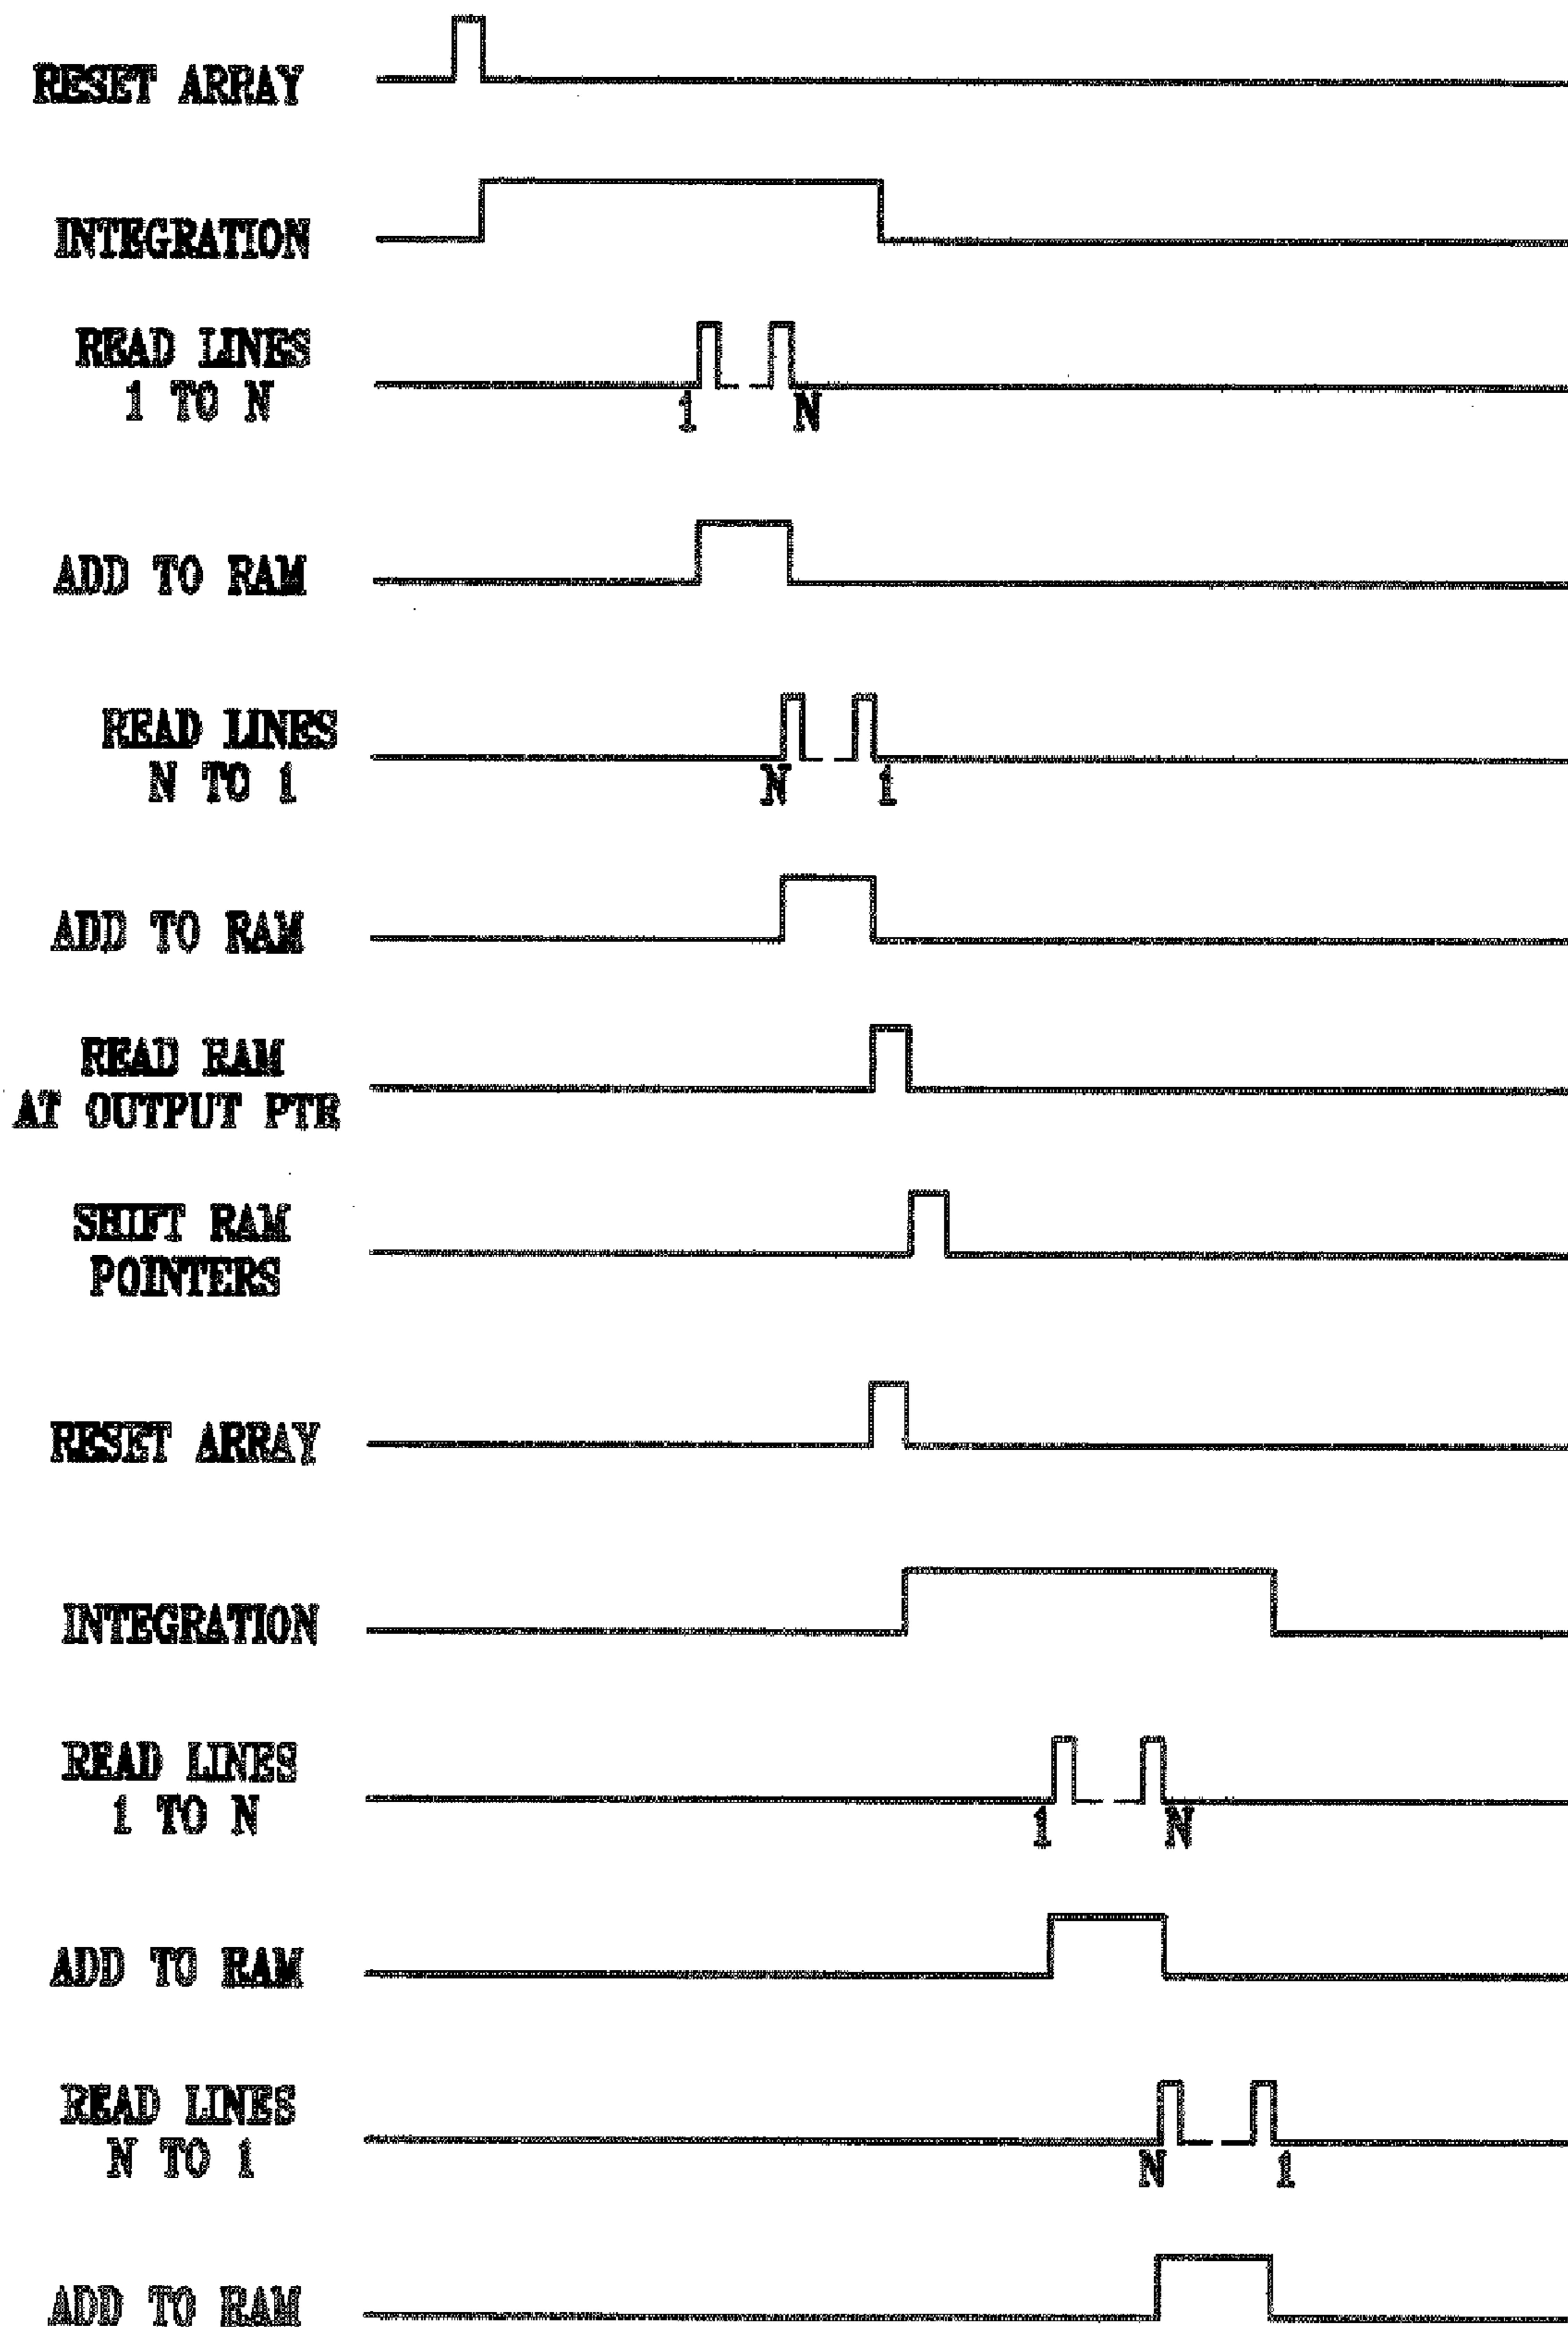 RESET ARRAY
INTEGRATION
READ LINES
1 TO N
1 N
ADD TO RAM
READ LINES
N TO 1
N 1
ADD TO RAM
READ RAM
AT OUTPUT PTR
SHIFT RAM
POINTERS
RESET ARRAY
INTEGRATION
READ LINES
1 TO N
1 N
ADD TO RAM
READ LINES
N TO 1
N 1
ADD TO RAM